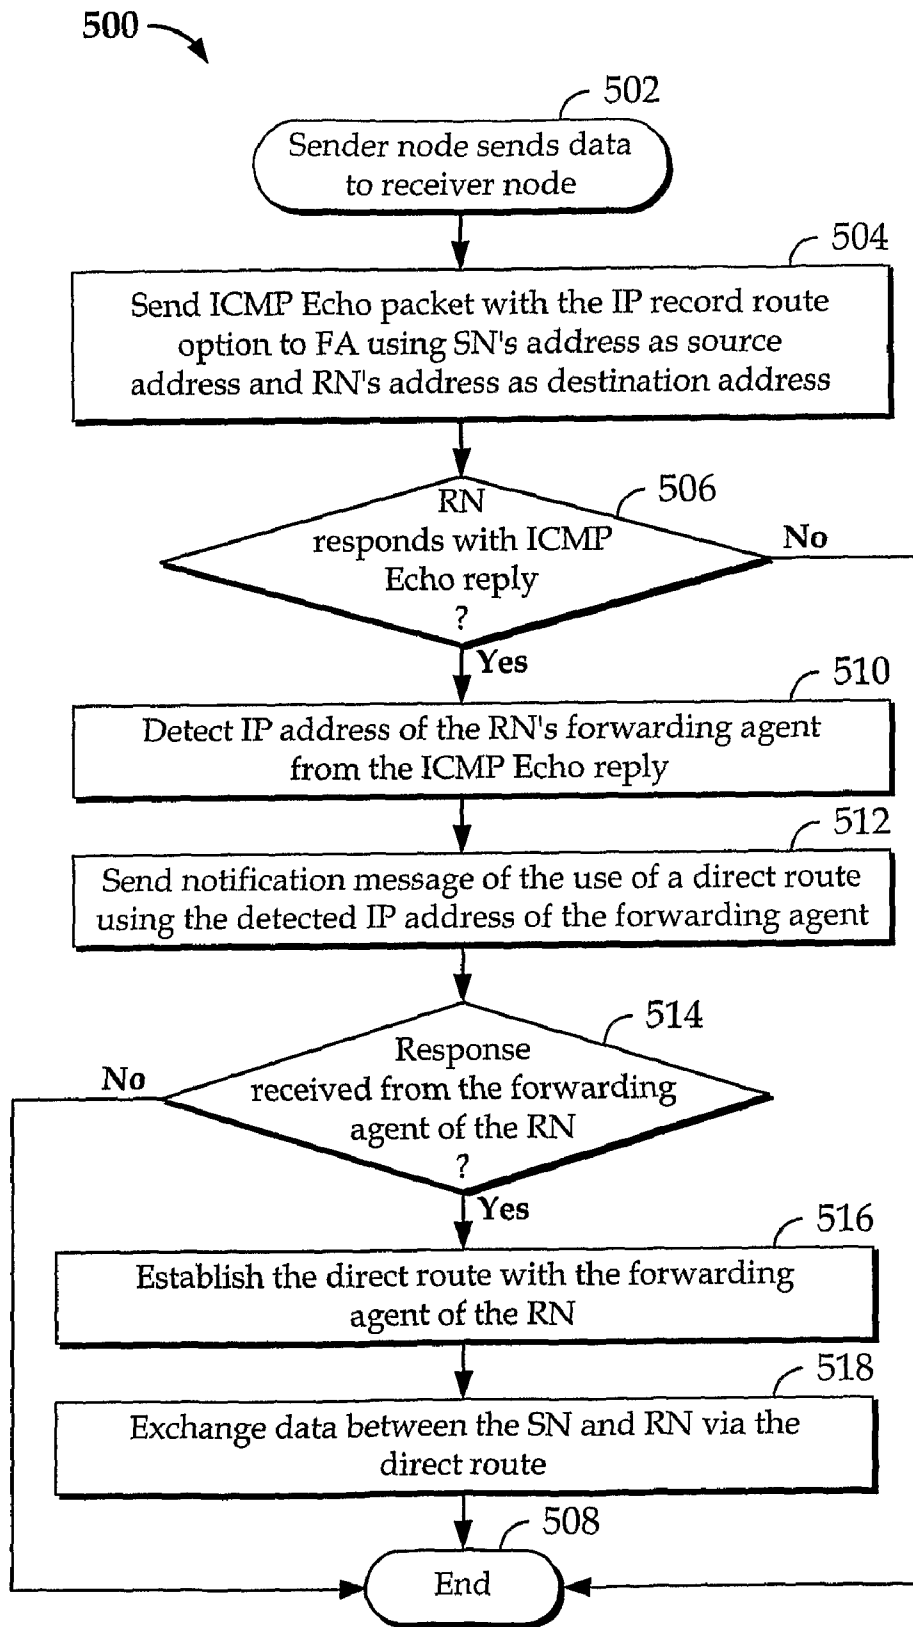 500
502
Sender node sends data
to receiver node
504
Send ICMP Echo packet with the IP record route
option to FA using SN's address as source
address and RN's address as destination address
506
RN
responds with ICMP
Echo reply
?
No
Yes
510
Detect IP address of the RN's forwarding agent
from the ICMP Echo reply
512
Send notification message of the use of a direct route
using the detected IP address of the forwarding agent
514
Response
received from the forwarding
agent of the RN
?
No
Yes
516
Establish the direct route with the forwarding
agent of the RN
518
Exchange data between the SN and RN via the
direct route
508
End